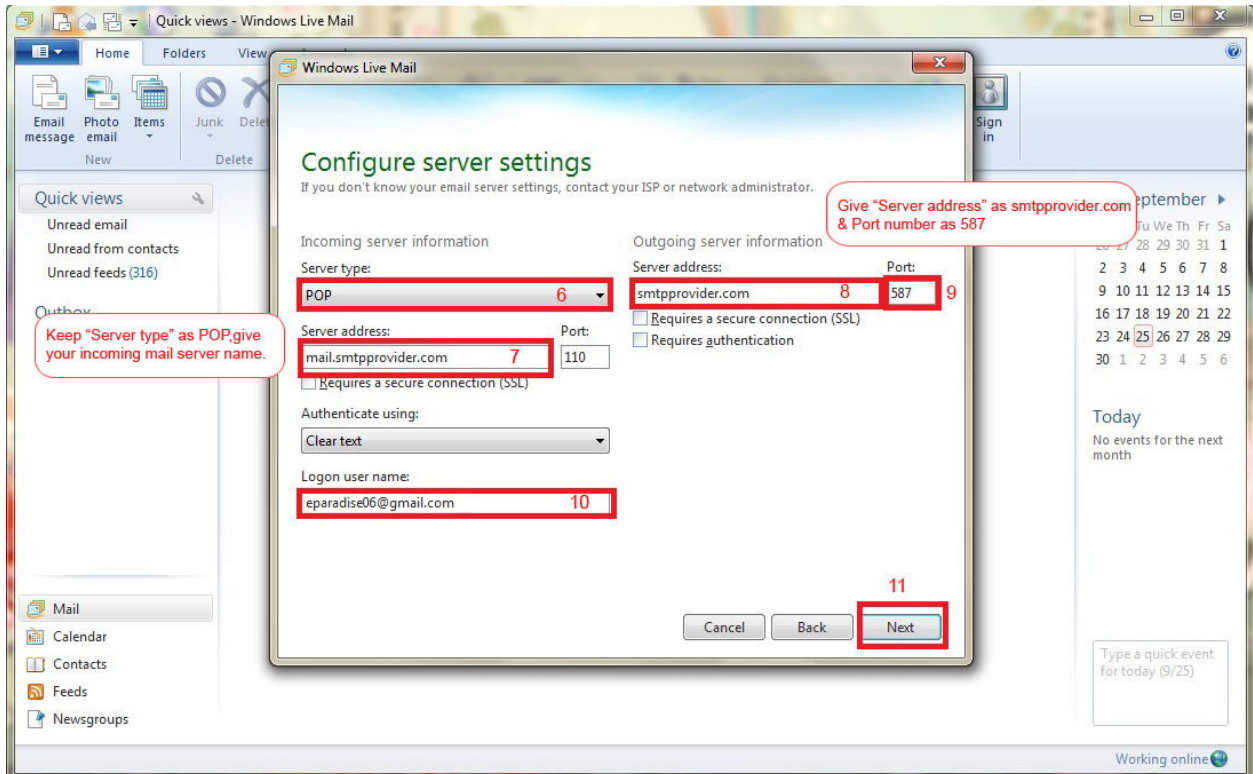 Quick views - Windows Live Mail
Home Folders View
Email message
Photo email
Items
Junk
Delet
Sign in
New
Delete
Quick views
Unread email
Unread from contacts
Unread feeds (316)
Outbox
Keep “Server type” as POP,give
your incoming mail server name.
Mail
Calendar
Contacts
Feeds
Newsgroups
Windows Live Mail
X
Configure server settings
If you don't know your email server settings, contact your ISP or network administrator.
Give “Server address” as smtpprovider.com
& Port number as 587
Incoming server information
Server type:
POP 6
Server address: Port:
mail.smtpprovider.com 7 110
Requires a secure connection (SSL)
Authenticate using:
Clear text
Logon user name:
eparadise06@gmail.com 10
Outgoing server information
Server address: Port:
smtpprovider.com 8 587 9
Requires a secure connection (SSL)
Requires authentication
11
Cancel Back Next
eptember
Tu We Th Fr Sa
28 29 30 31 1
2 3 4 5 6 7 8
9 10 11 12 13 14 15
16 17 18 19 20 21 22
23 24 25 26 27 28 29
30 1 2 3 4 5 6
Today
No events for the next
month
Type a quick event
for today (9/25)
Working online